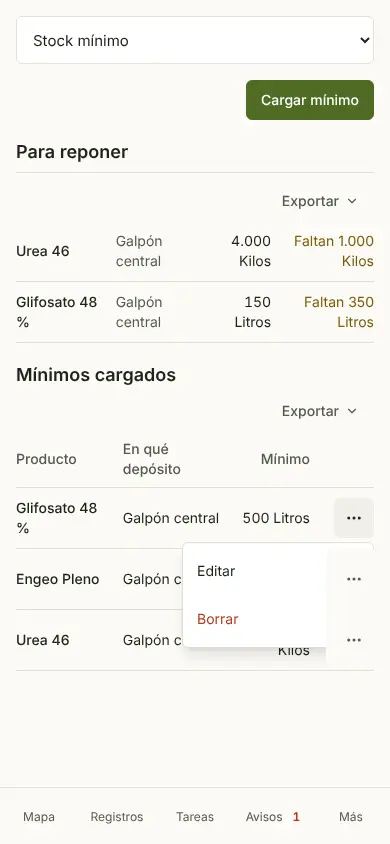 Stock mínimo
Cargar mínimo
Para reponer
Exportar
Urea 46
Galpón central
4.000 Kilos
Faltan 1.000 Kilos
Glifosato 48 %
Galpón central
150 Litros
Faltan 350 Litros
Mínimos cargados
Exportar
Producto
En qué depósito
Mínimo
Glifosato 48 %
Galpón central
500 Litros
Editar
Borrar
Engeo Pleno
Galpón c
Urea 46
Galpón c
Kilos
Mapa
Registros
Tareas
Avisos 1
Más